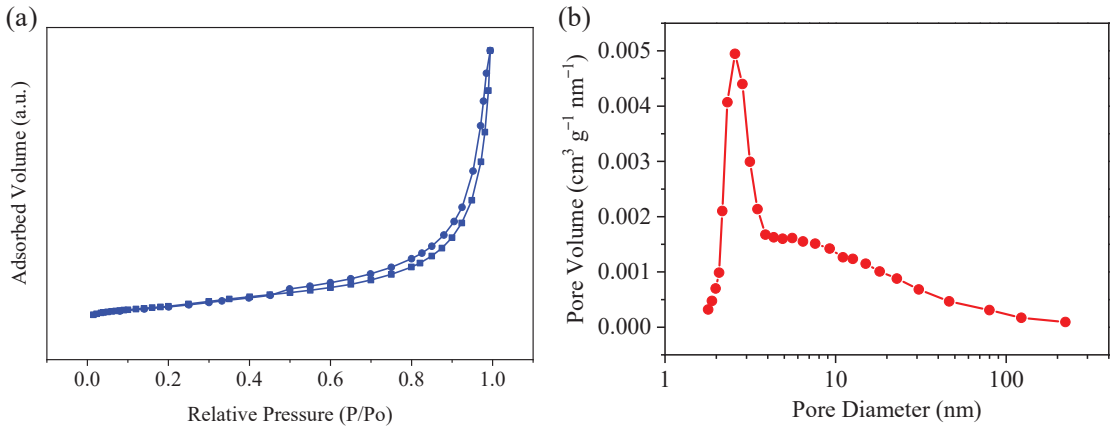 (a)
Adsorbed Volume (a.u.)
0.0 0.2 0.4 0.6 0.8 1.0
Relative Pressure (P/Po)
(b)
Pore Volume (cm³ g⁻¹ nm⁻¹)
0.005
0.004
0.003
0.002
0.001
0.000
1 10 100
Pore Diameter (nm)